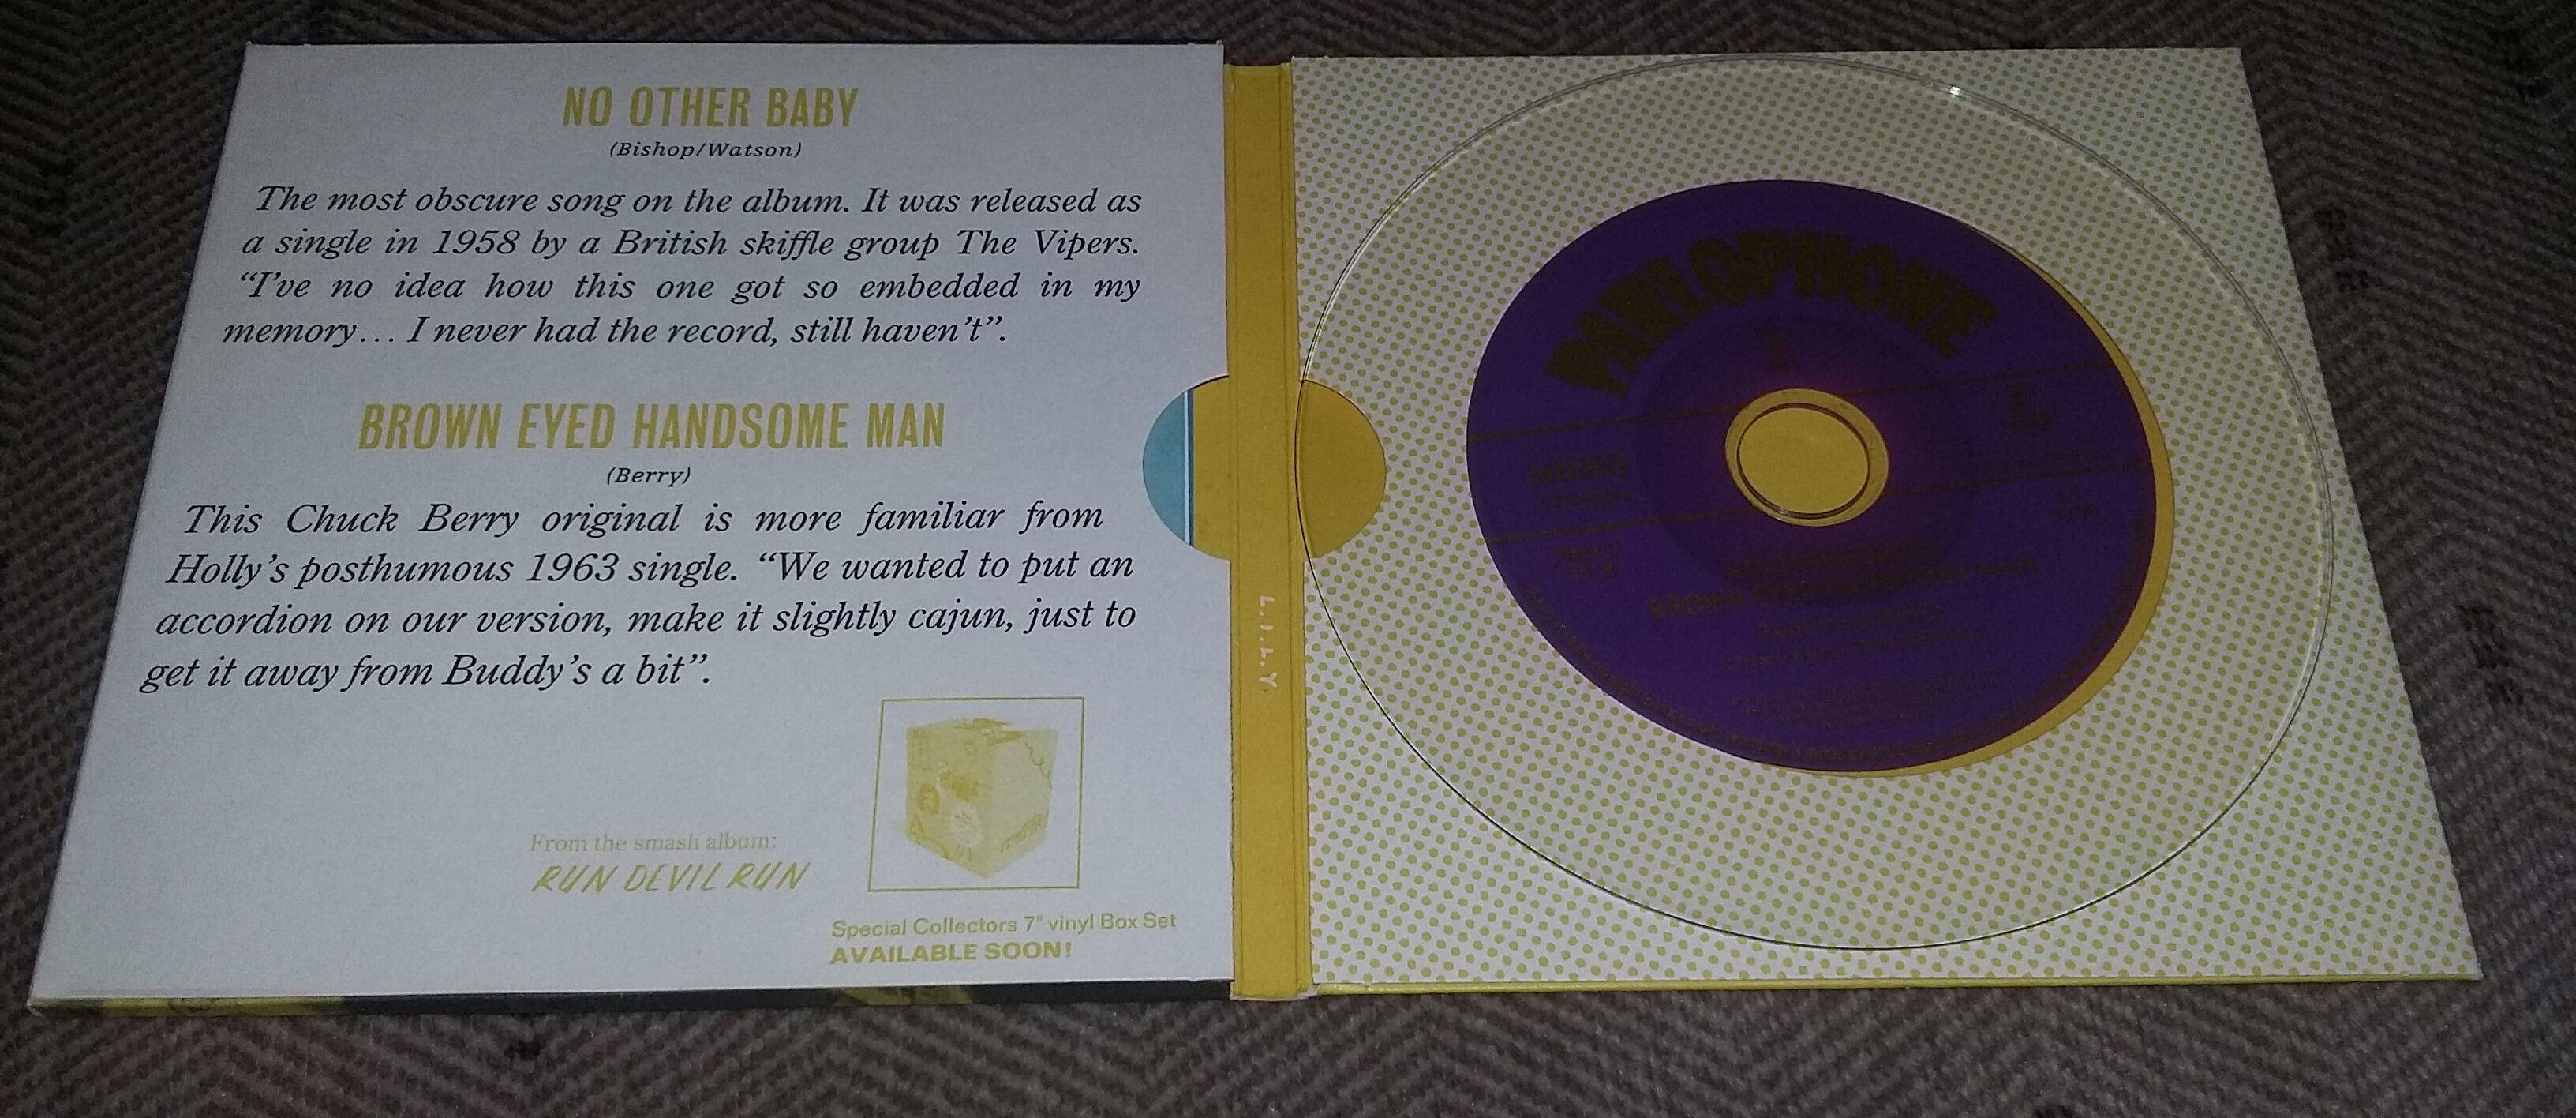 NO OTHER BABY
(Bishop/Watson)
The most obscure song on the album. It was released as
a single in 1958 by a British skiffle group The Vipers.
“I’ve no idea how this one got so embedded in my
memory... I never had the record, still haven’t”.
BROWN EYED HANDSOME MAN
(Berry)
This Chuck Berry original is more familiar from
Holly’s posthumous 1963 single. “We wanted to put an
accordion on our version, make it slightly cajun, just to
get it away from Buddy’s a bit”.
From the smash album:
RUN DEVIL RUN
Special Collectors 7" vinyl Box Set
AVAILABLE SOON!
L.I.L.Y.
PARLOPHONE
MONO
BROWN EYED HANDSOME MAN